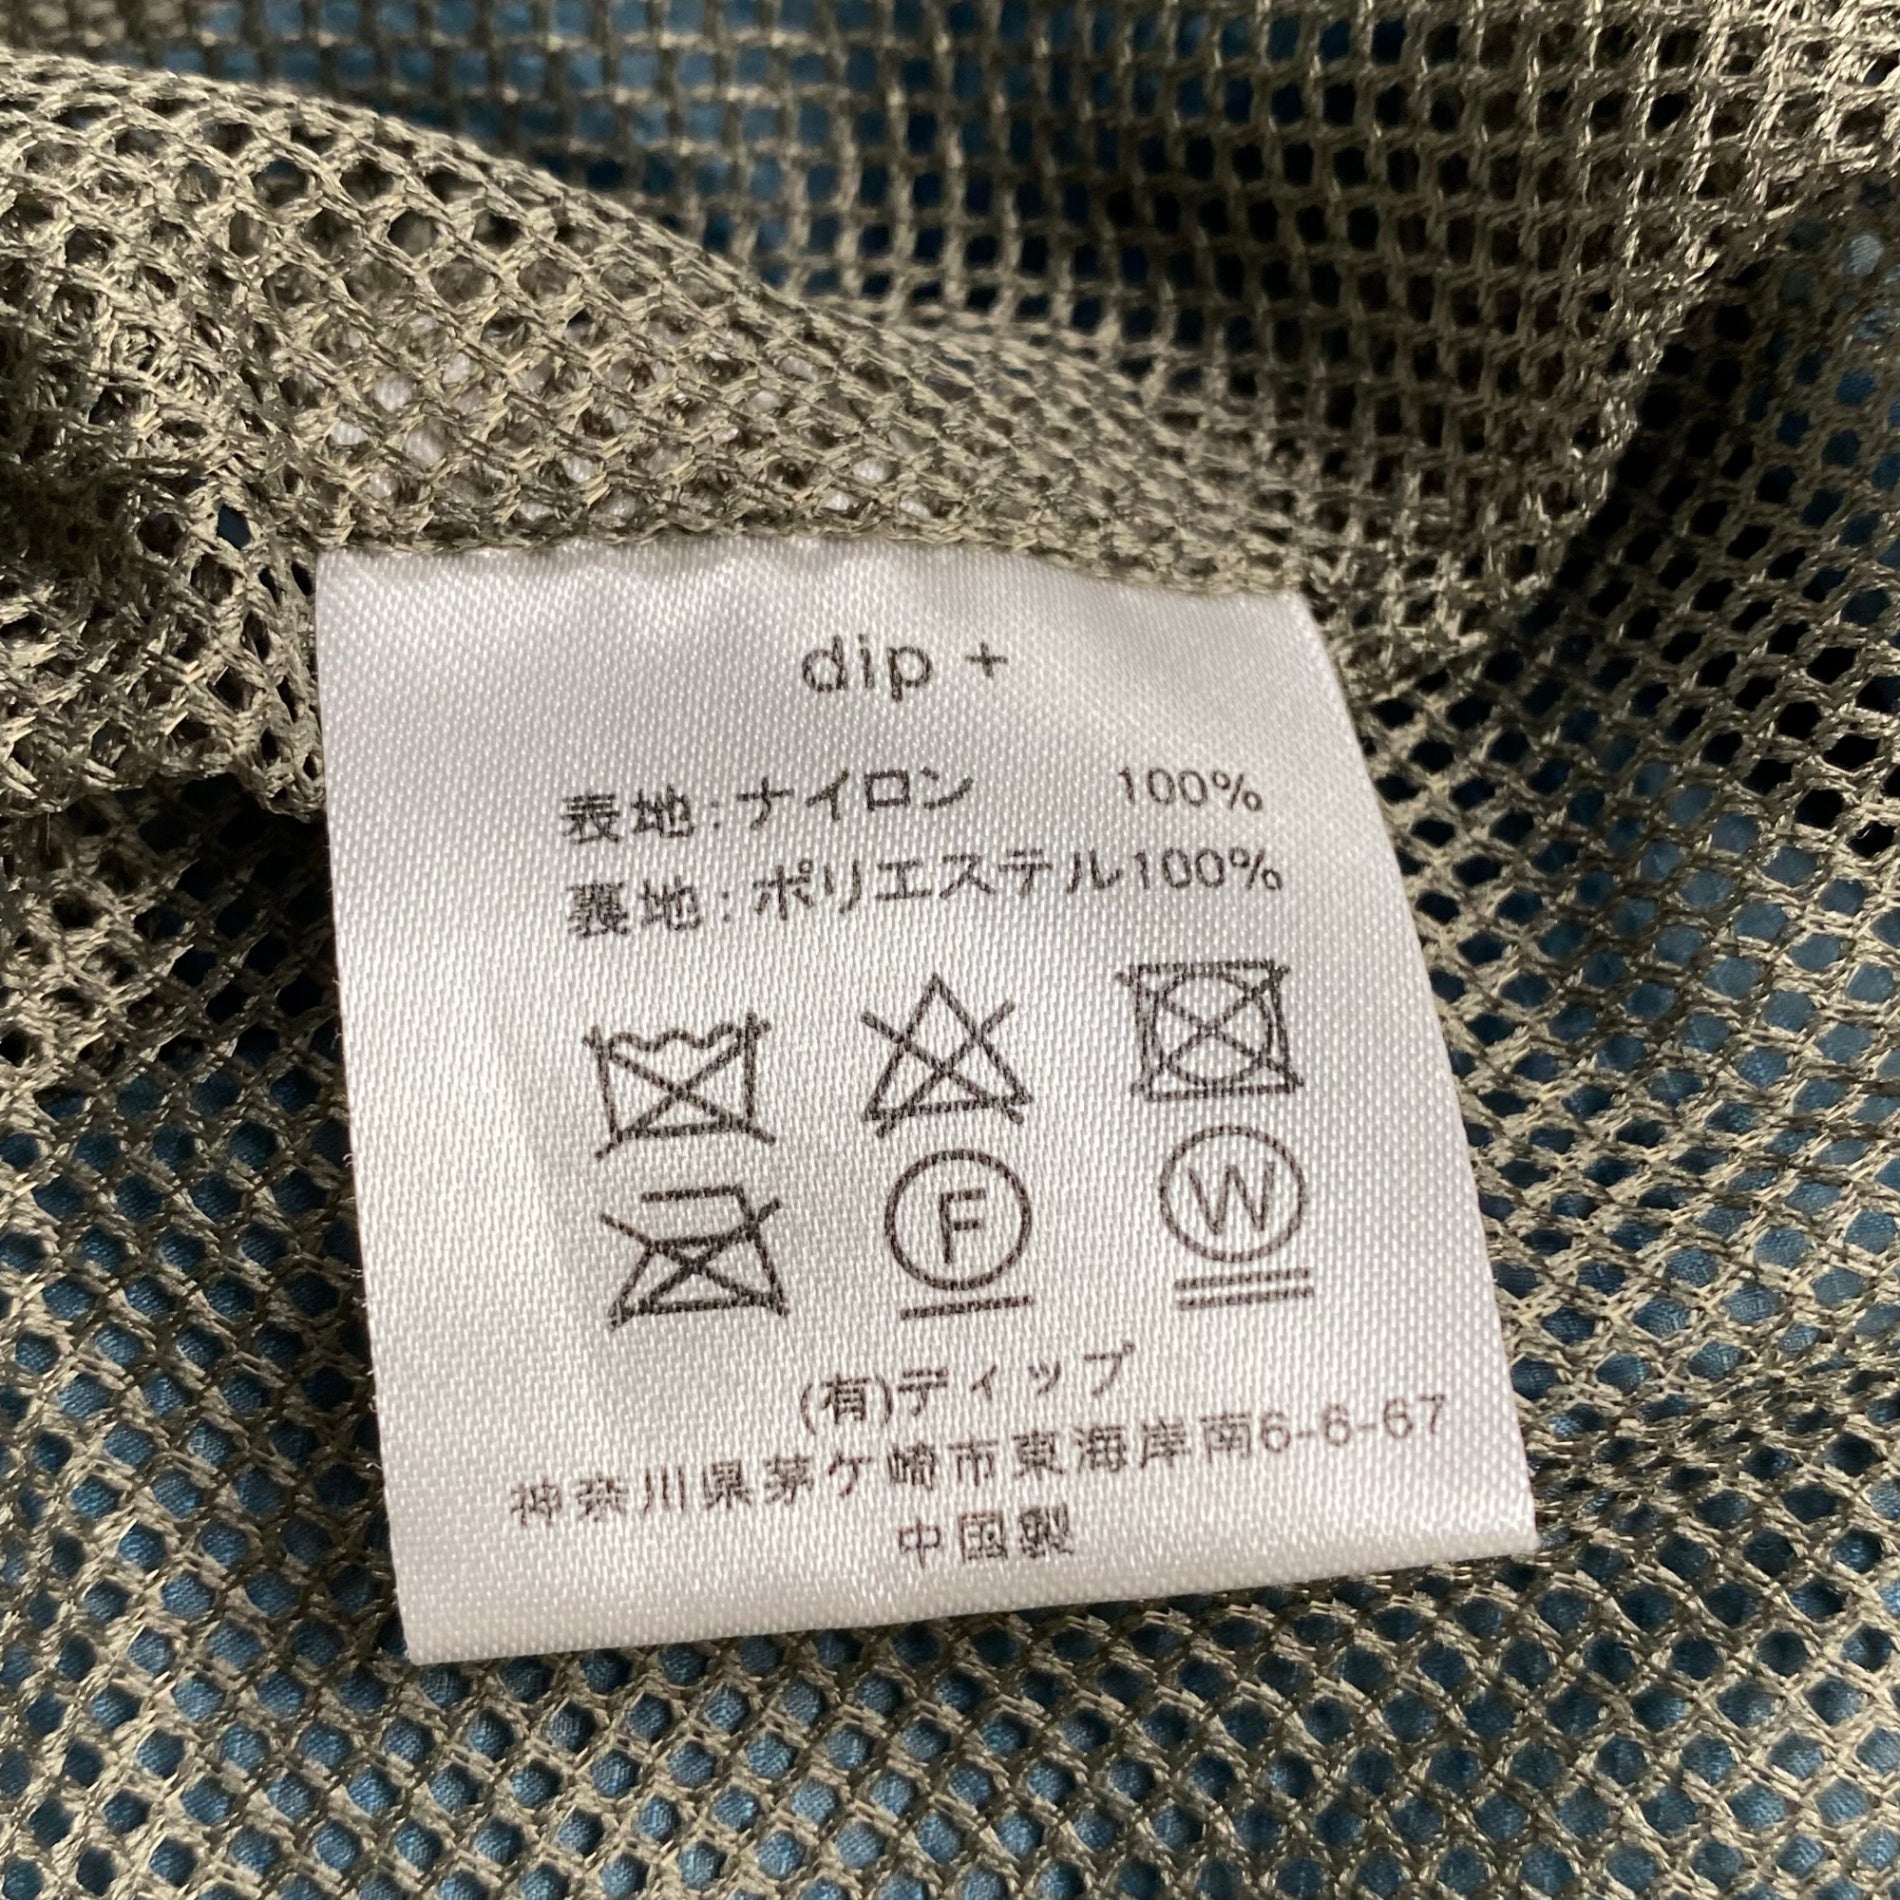 dip +
表地：ナイロン 100%
裏地：ポリエステル100%
F
W
(有)ティップ
神奈川県茅ケ崎市東海岸南6-6-67
中国製